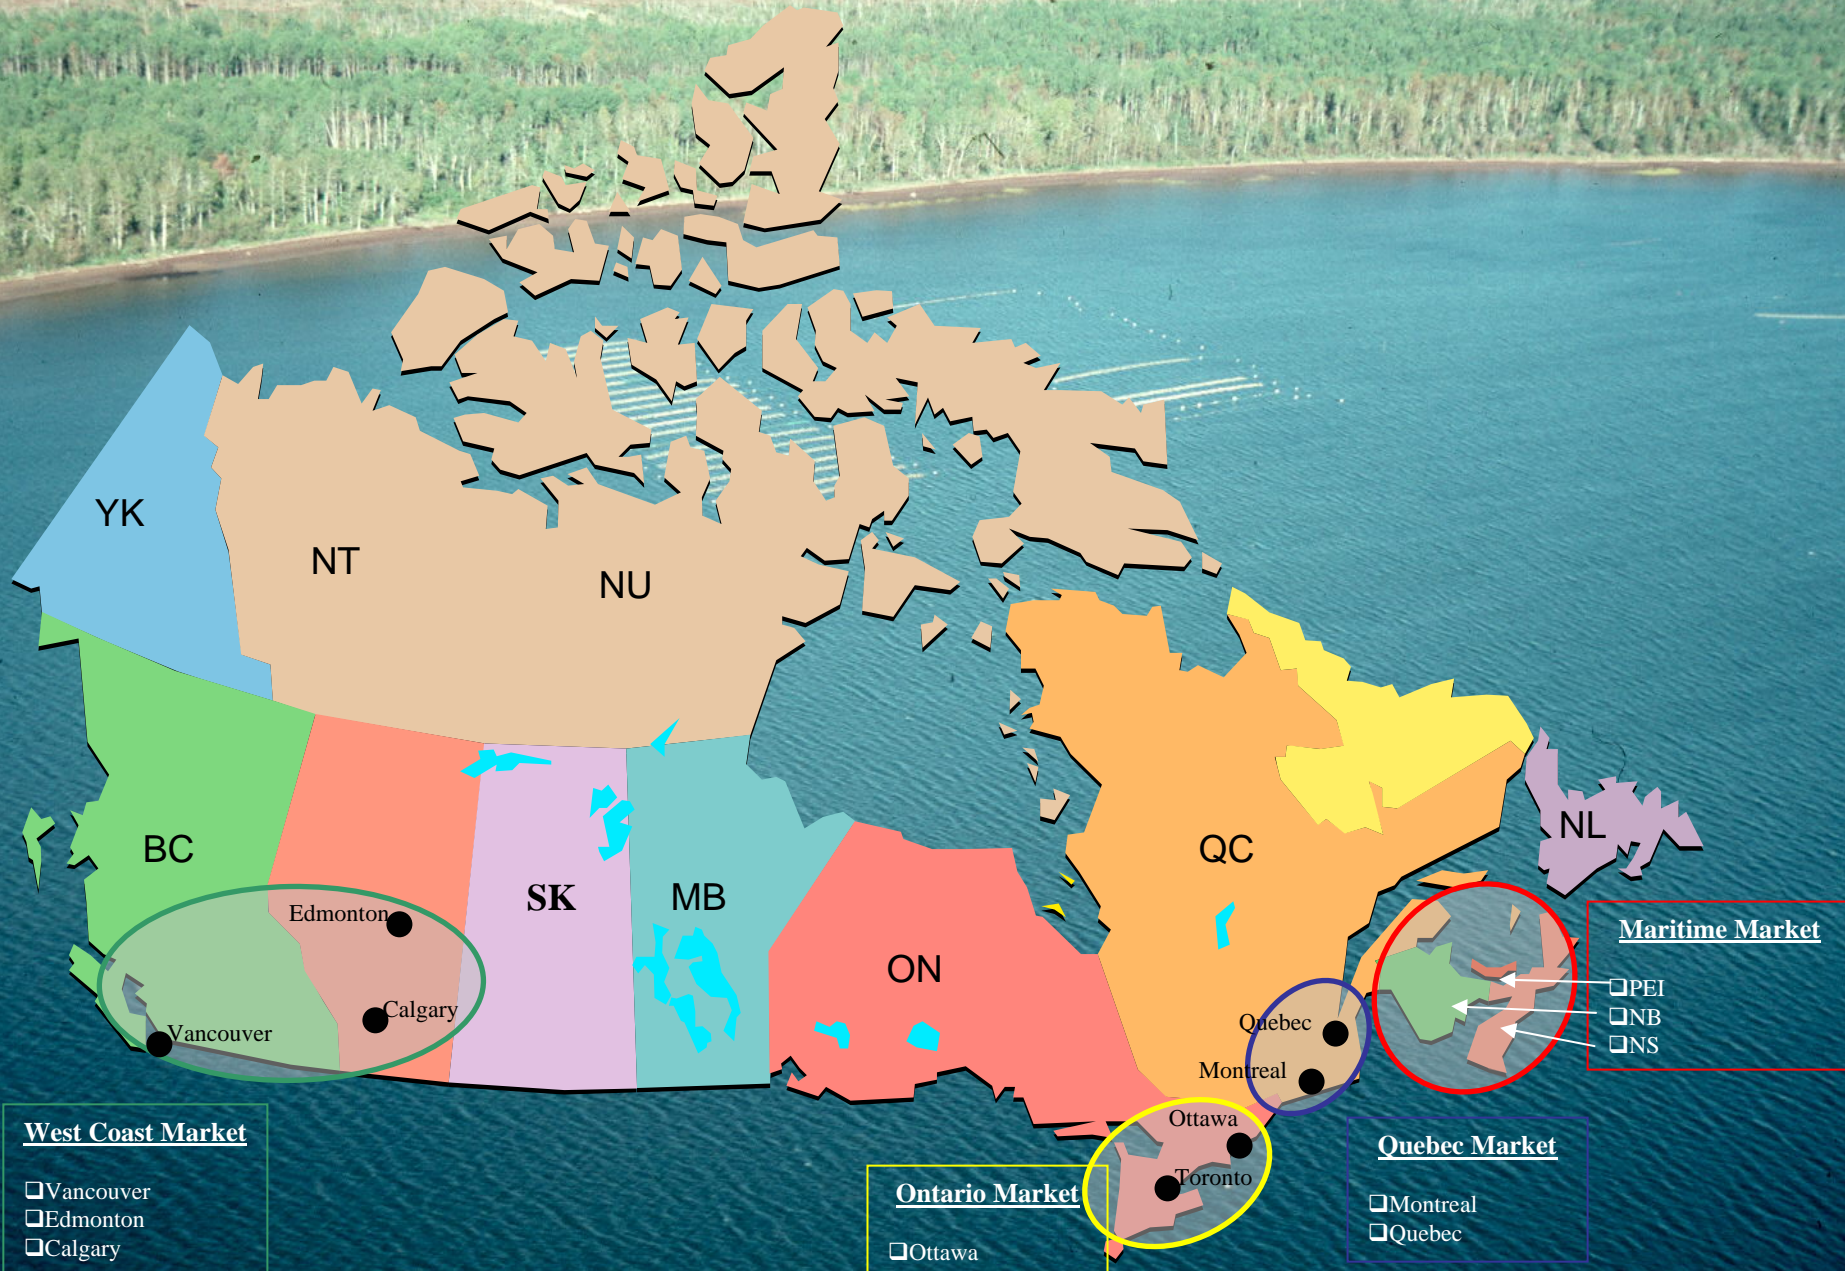 YK
NT
NU
BC
SK
MB
ON
QC
NL
Edmonton
Calgary
Vancouver
Quebec
Montreal
Ottawa
Toronto
Maritime Market
❑PEI
❑NB
❑NS
West Coast Market
❑Vancouver
❑Edmonton
❑Calgary
Ontario Market
❑Ottawa
Quebec Market
❑Montreal
❑Quebec